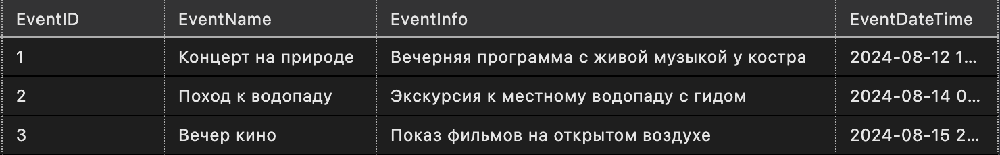 EventID EventName EventInfo EventDateTime
1 Концерт на природе Вечерняя программа с живой музыкой у костра 2024-08-12 1...
2 Поход к водопаду Экскурсия к местному водопаду с гидом 2024-08-14 0...
3 Вечер кино Показ фильмов на открытом воздухе 2024-08-15 2...